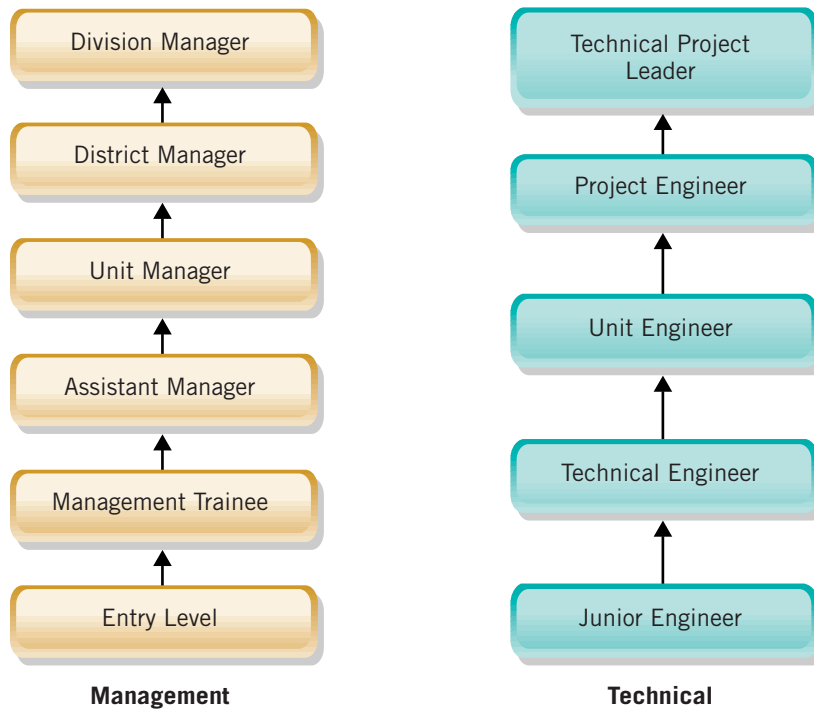 Division Manager
District Manager
Unit Manager
Assistant Manager
Management Trainee
Entry Level
Management
Technical Project
Leader
Project Engineer
Unit Engineer
Technical Engineer
Junior Engineer
Technical